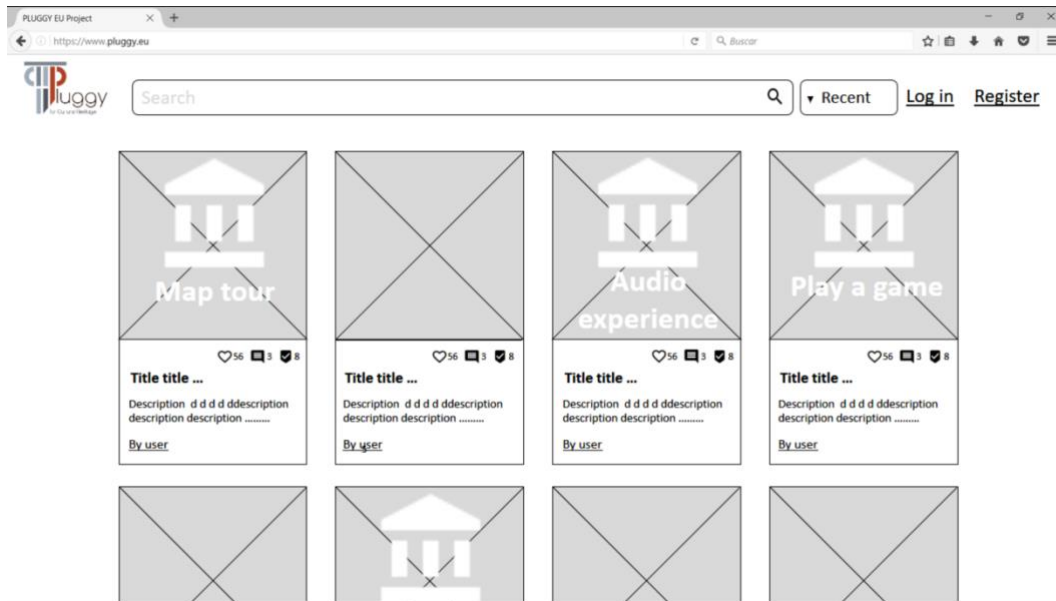 PLUGGY EU Project
https://www.pluggy.eu
Buscar
Pluggy
Search
Recent
Log in
Register
Map tour
Audio
experience
Play a game
56 3 8
56 3 8
56 3 8
56 3 8
Title title ...
Title title ...
Title title ...
Title title ...
Description d d d d ddescription
description description .........
Description d d d d ddescription
description description .........
Description d d d d ddescription
description description .........
Description d d d d ddescription
description description .........
By user
By user
By user
By user